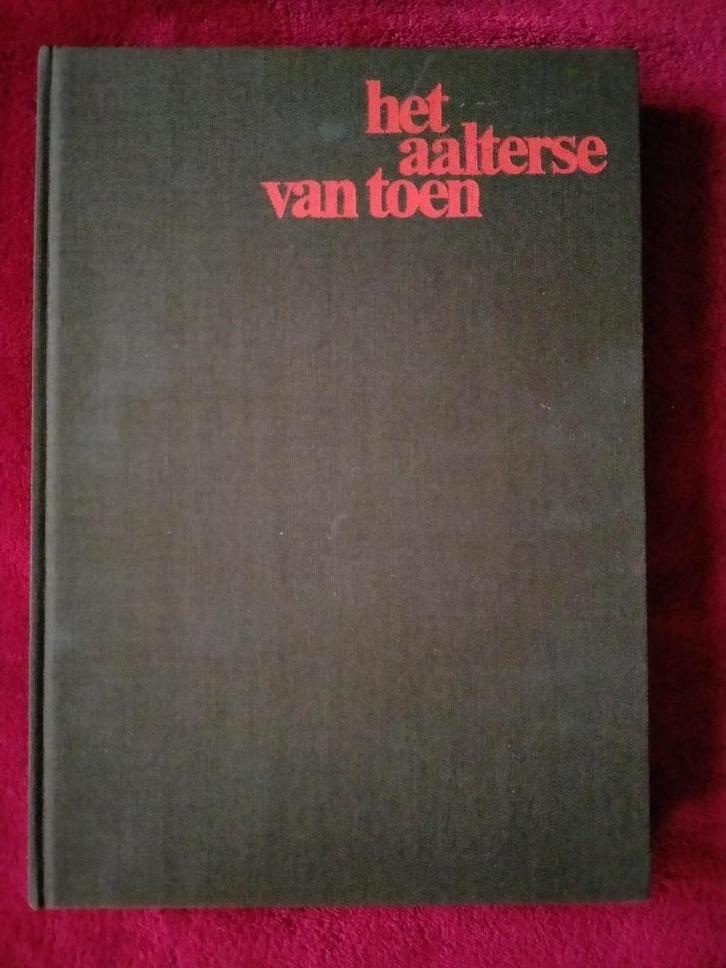 het
aalterse
van toen